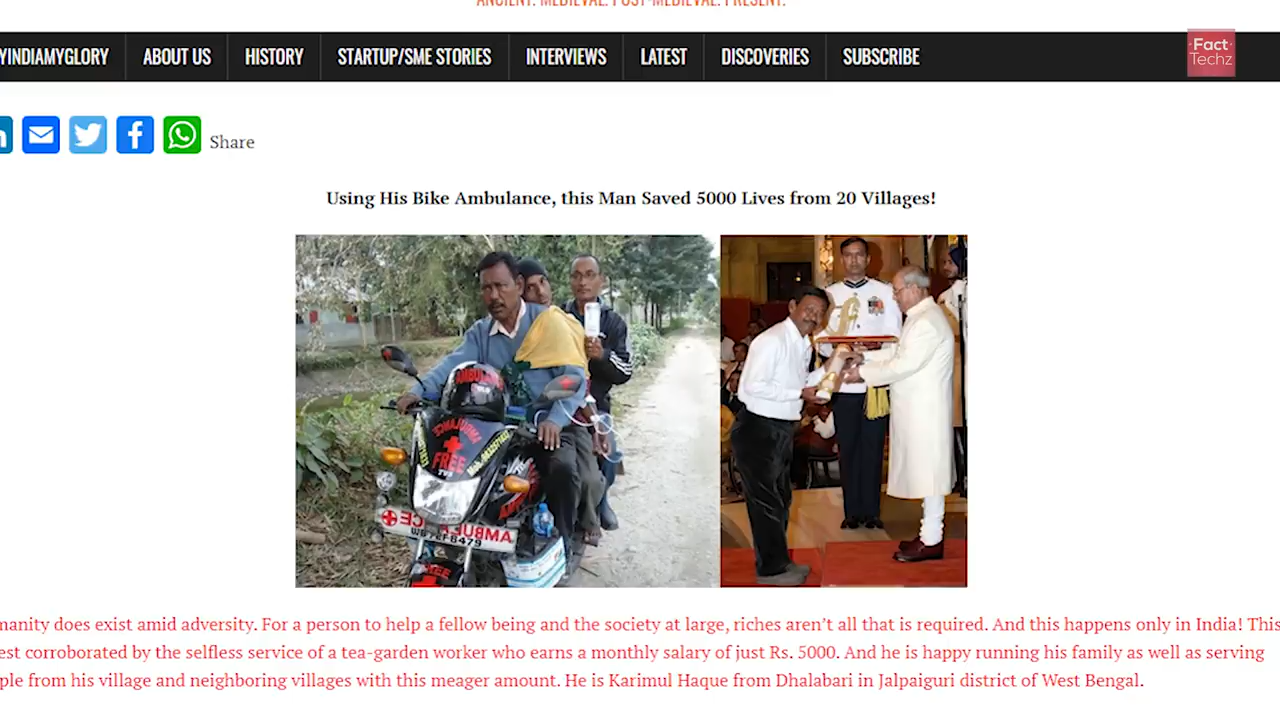 ANCIENT. MEDIEVAL. POST-MEDIEVAL. PRESENT.
YINDIAMYGLORY ABOUT US HISTORY STARTUP/SME STORIES INTERVIEWS LATEST DISCOVERIES SUBSCRIBE
Fact
Techz
Share
Using His Bike Ambulance, this Man Saved 5000 Lives from 20 Villages!
AMBULANCE
FREE
TVS
manity does exist amid adversity. For a person to help a fellow being and the society at large, riches aren't all that is required. And this happens only in India! This
est corroborated by the selfless service of a tea-garden worker who earns a monthly salary of just Rs. 5000. And he is happy running his family as well as serving
ple from his village and neighboring villages with this meager amount. He is Karimul Haque from Dhalabari in Jalpaiguri district of West Bengal.